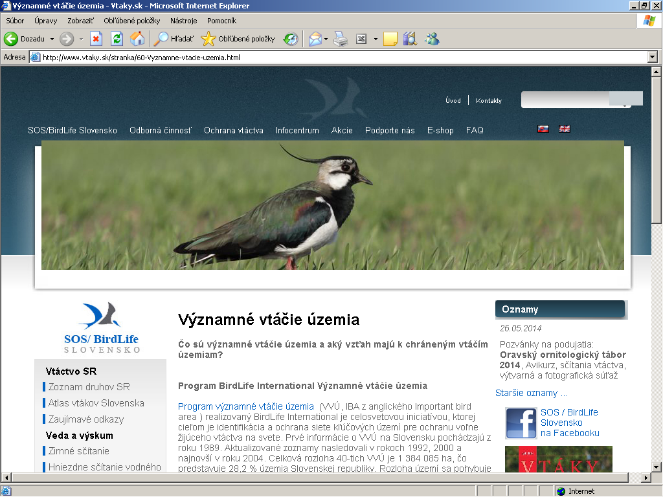 Významné vtáčie územia - Vtaky.sk - Microsoft Internet Explorer
Súbor Úpravy Zobraziť Obľúbené položky Nástroje Pomocník
Dozadu Hľadať Obľúbené položky
Adresa http://www.vtaky.sk/stranka/60-Vyznamne-vtacie-uzemia.html
Úvod Kontakty
SOS/BirdLife Slovensko Odborná činnosť Ochrana vtáctva Infocentrum Akcie Podporte nás E-shop FAQ
SOS/ BirdLife
SLOVENSKO
Vtáctvo SR
Zoznam druhov SR
Atlas vtákov Slovenska
Zaujímavé odkazy
Veda a výskum
Zimné sčítanie
Hniezdne sčítanie vodného
Významné vtáčie územia
Čo sú významné vtáčie územia a aký vzťah majú k chráneným vtáčím
územiam?
Program BirdLife International Významné vtáčie územia
Program významné vtáčie územia (VVÚ, IBA z anglického Important bird
area ) realizovaný BirdLife International je celosvetovou iniciatívou, ktorej
cieľom je identifikácia a ochrana siete kľúčových území pre ochranu voľne
žijúceho vtáctva na svete. Prvé informácie o VVÚ na Slovensku pochádzajú z
roku 1989. Aktualizované zoznamy nasledovali v rokoch 1992, 2000 a
najnovší v roku 2004. Celková rozloha 40-tich VVÚ je 1 384 085 ha, čo
predstavuje 28,2 % územia Slovenskej republiky. Rozloha území sa pohybuje
Oznamy
26.05.2014
Pozvánky na podujatia:
Oravský ornitologický tábor
2014, Avikurz, sčítania vtáctva,
výtvarná a fotografická súťaž
Staršie oznamy ...
SOS / BirdLife
Slovensko
na Facebooku
VTÁKY
Internet